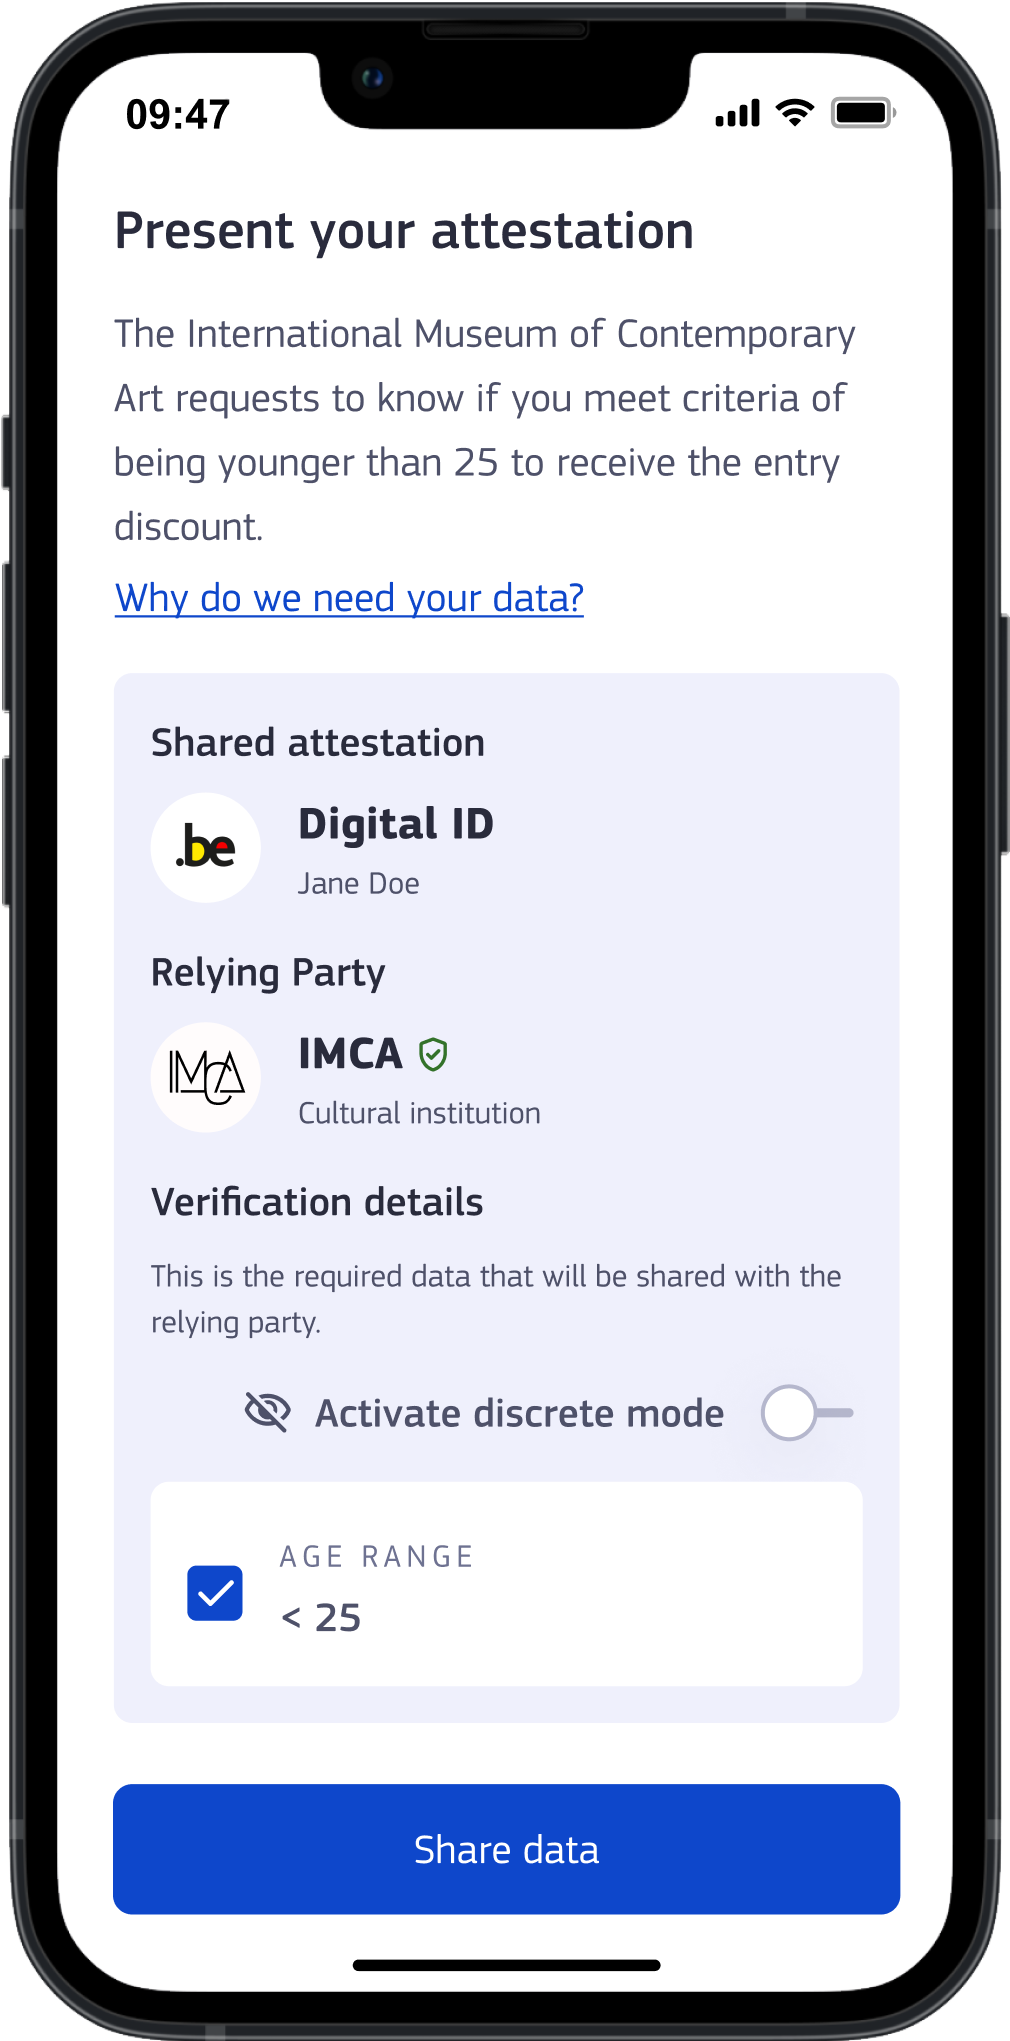 09:47
Present your attestation
The International Museum of Contemporary
Art requests to know if you meet criteria of
being younger than 25 to receive the entry
discount.
Why do we need your data?
Shared attestation
.be
Digital ID
Jane Doe
Relying Party
IMCA
IMCA
Cultural institution
Verification details
This is the required data that will be shared with the
relying party.
Activate discrete mode
AGE RANGE
< 25
Share data